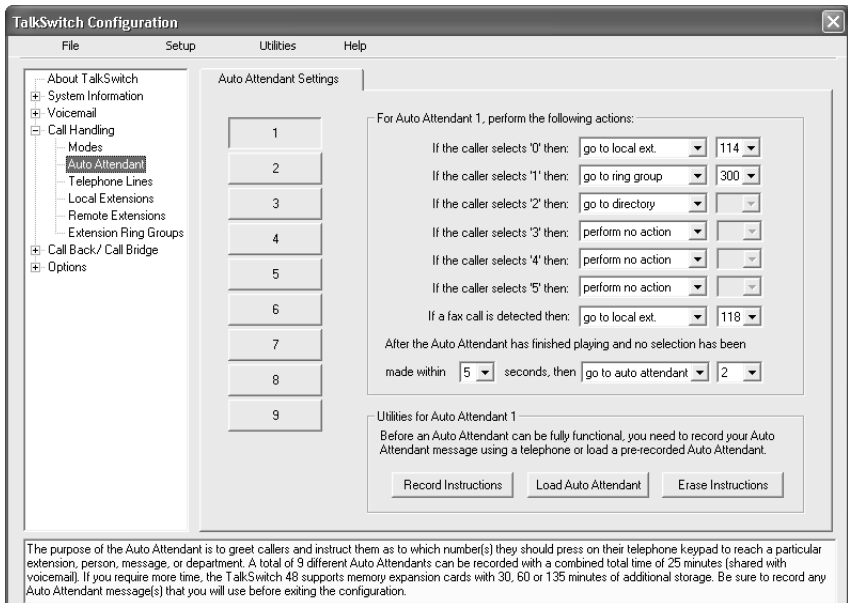 TalkSwitch Configuration
File Setup Utilities Help
About TalkSwitch
System Information
Voicemail
Call Handling
Modes
Auto Attendant
Telephone Lines
Local Extensions
Remote Extensions
Extension Ring Groups
Call Back/ Call Bridge
Options
Auto Attendant Settings
1
2
3
4
5
6
7
8
9
For Auto Attendant 1, perform the following actions:
If the caller selects '0' then: go to local ext. 114
If the caller selects '1' then: go to ring group 300
If the caller selects '2' then: go to directory
If the caller selects '3' then: perform no action
If the caller selects '4' then: perform no action
If the caller selects '5' then: perform no action
If a fax call is detected then: go to local ext. 118
After the Auto Attendant has finished playing and no selection has been
made within 5 seconds, then go to auto attendant 2
Utilities for Auto Attendant 1
Before an Auto Attendant can be fully functional, you need to record your Auto
Attendant message using a telephone or load a pre-recorded Auto Attendant.
Record Instructions Load Auto Attendant Erase Instructions
The purpose of the Auto Attendant is to greet callers and instruct them as to which number(s) they should press on their telephone keypad to reach a particular
extension, person, message, or department. A total of 9 different Auto Attendants can be recorded with a combined total time of 25 minutes (shared with
voicemail). If you require more time, the TalkSwitch 48 supports memory expansion cards with 30, 60 or 135 minutes of additional storage. Be sure to record any
Auto Attendant message(s) that you will use before exiting the configuration.